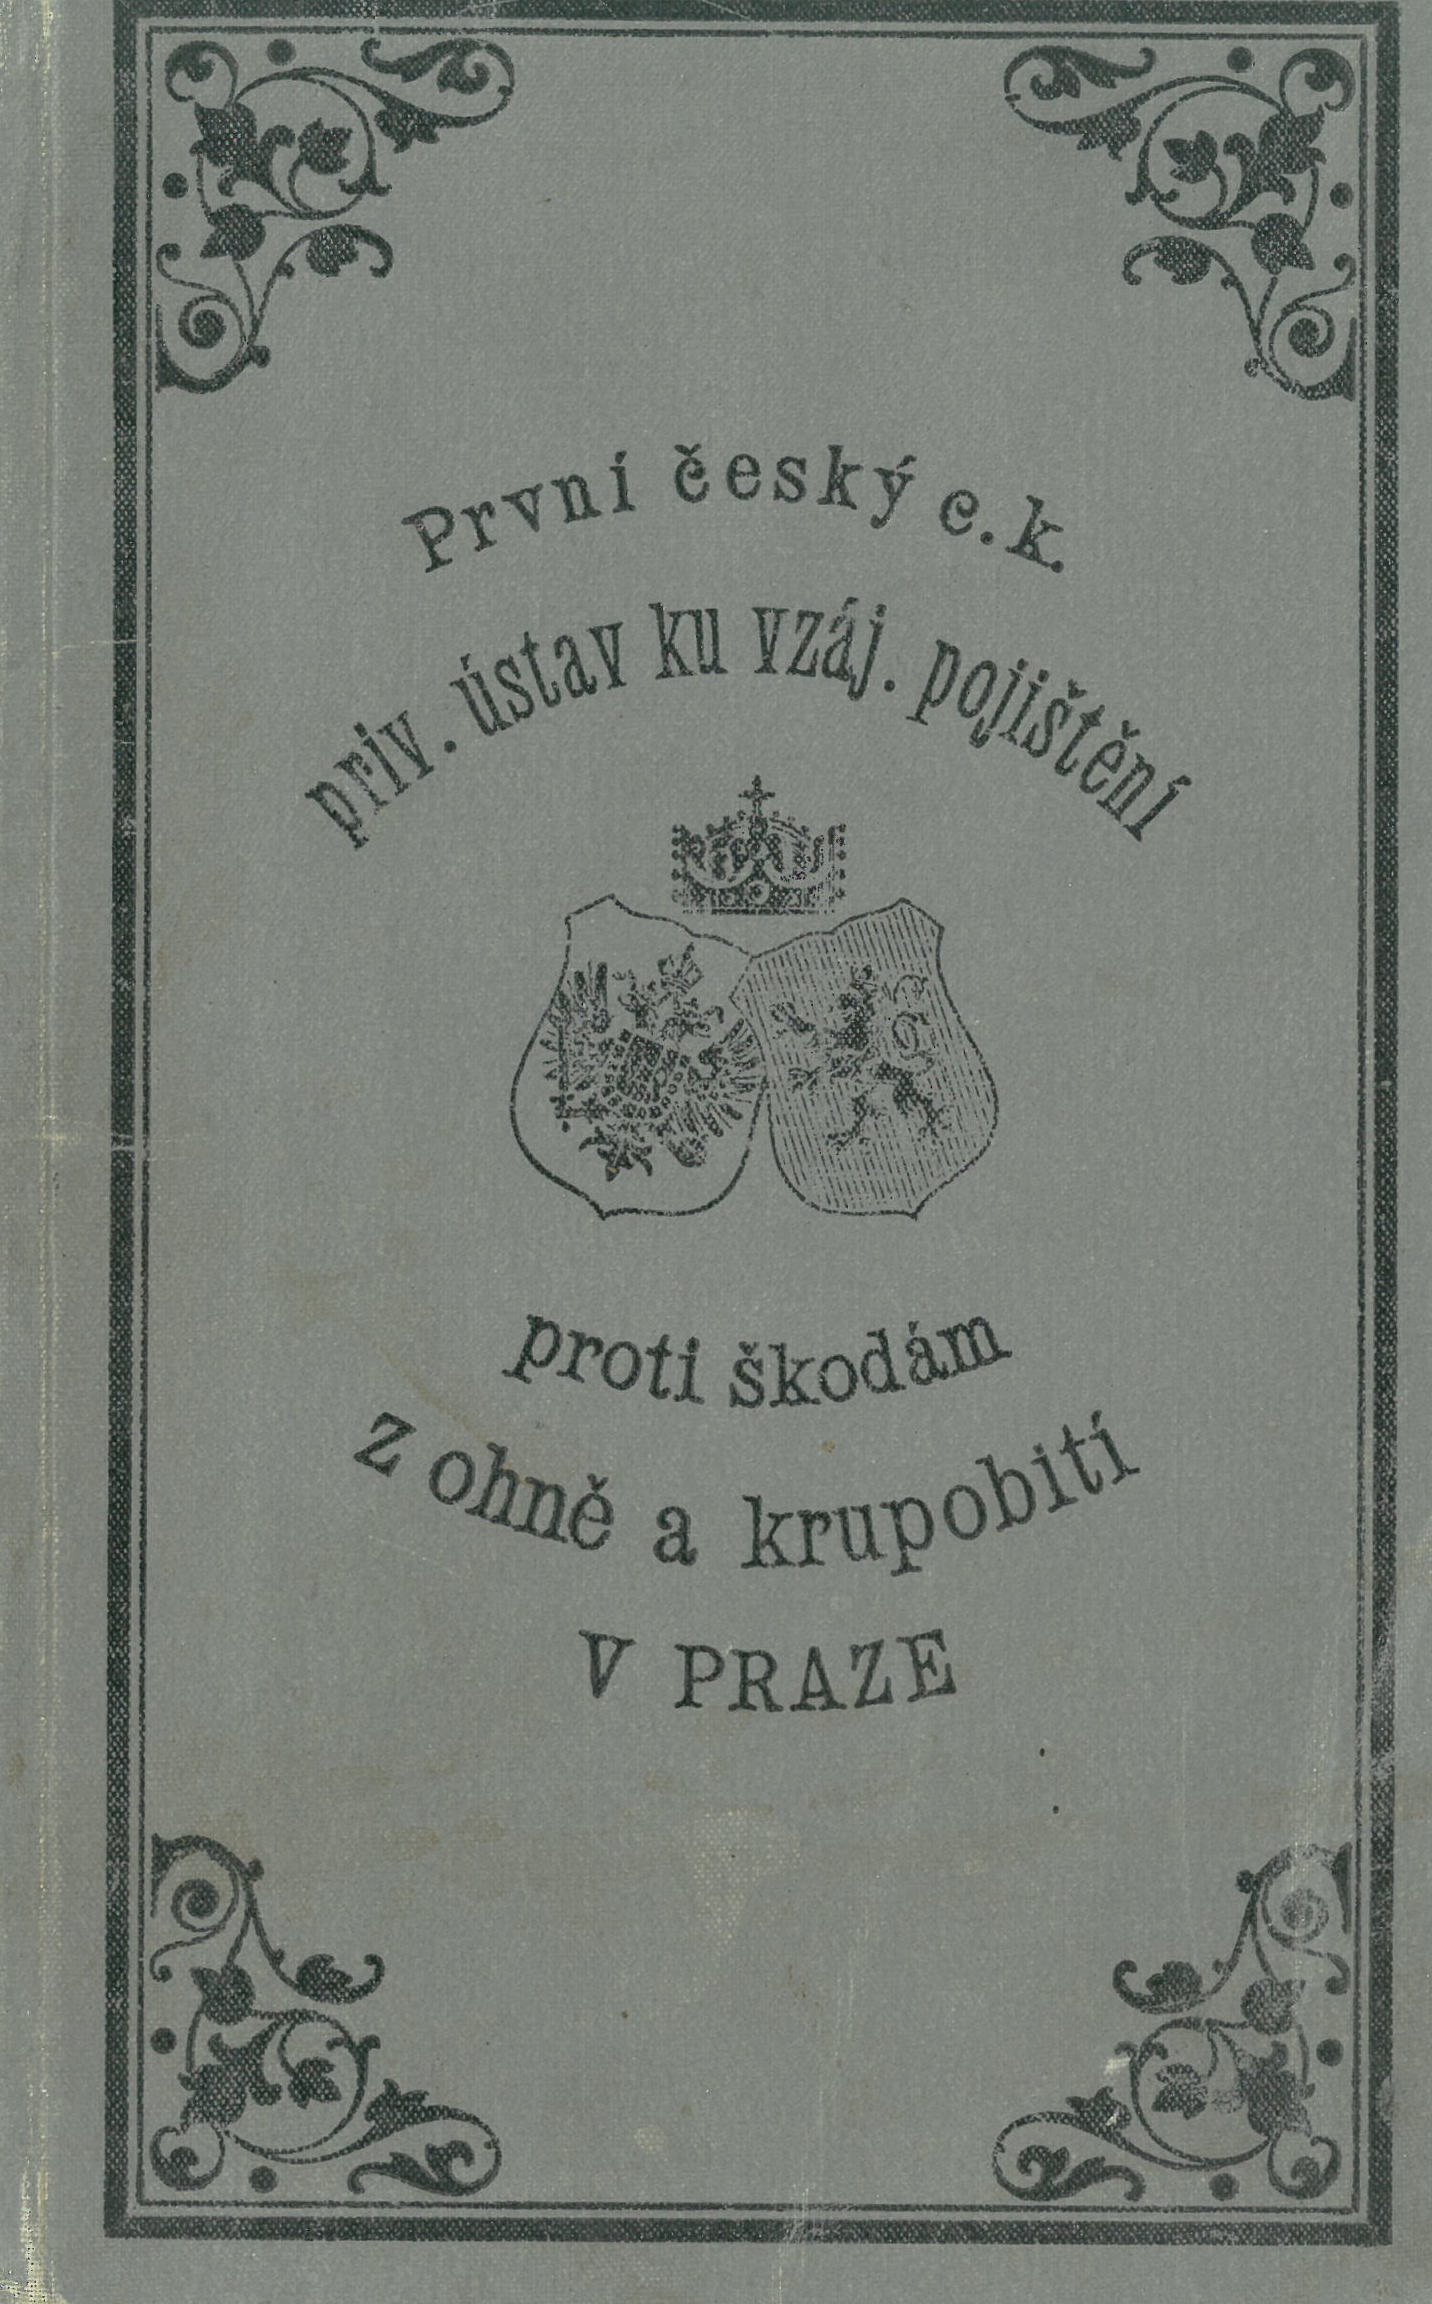 První český c. k.
priv. ústav ku vzáj. pojištění
proti škodám
z ohně a krupobití
V PRAZE